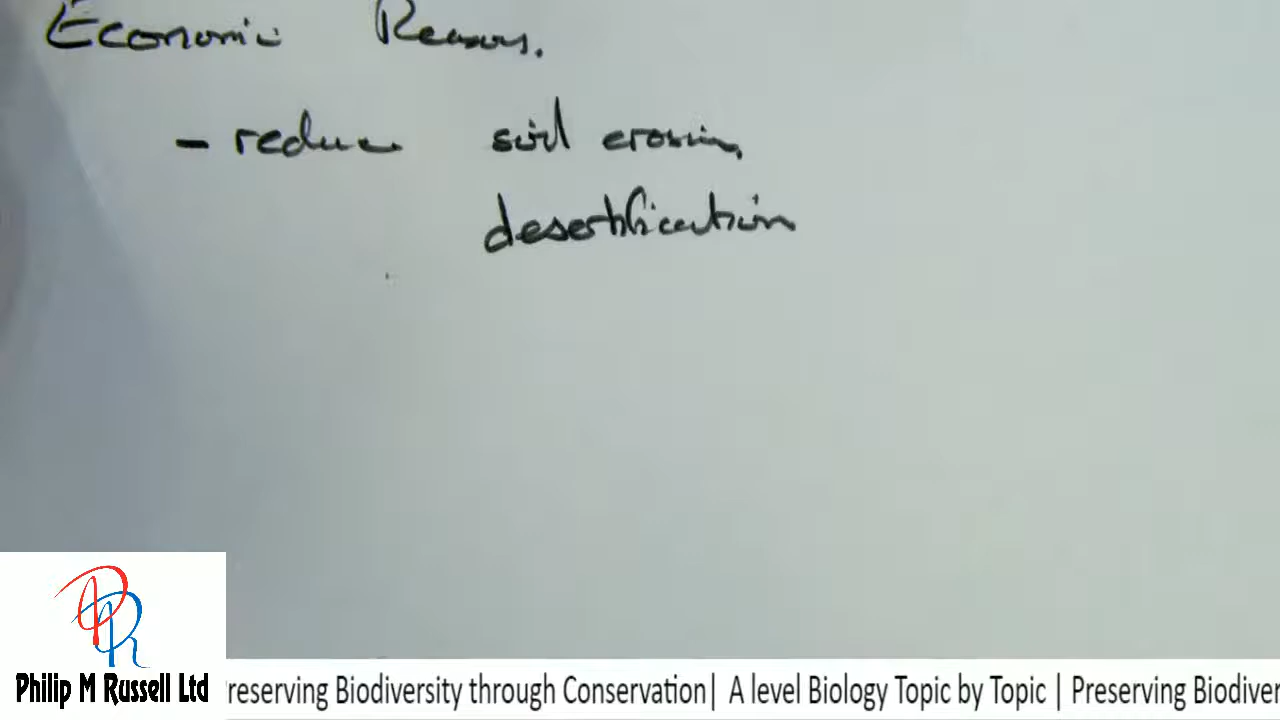 Economic Reasons.
- reduce soil erosion,
desertification
Philip M Russell Ltd
reserving Biodiversity through Conservation| A level Biology Topic by Topic | Preserving Biodiver